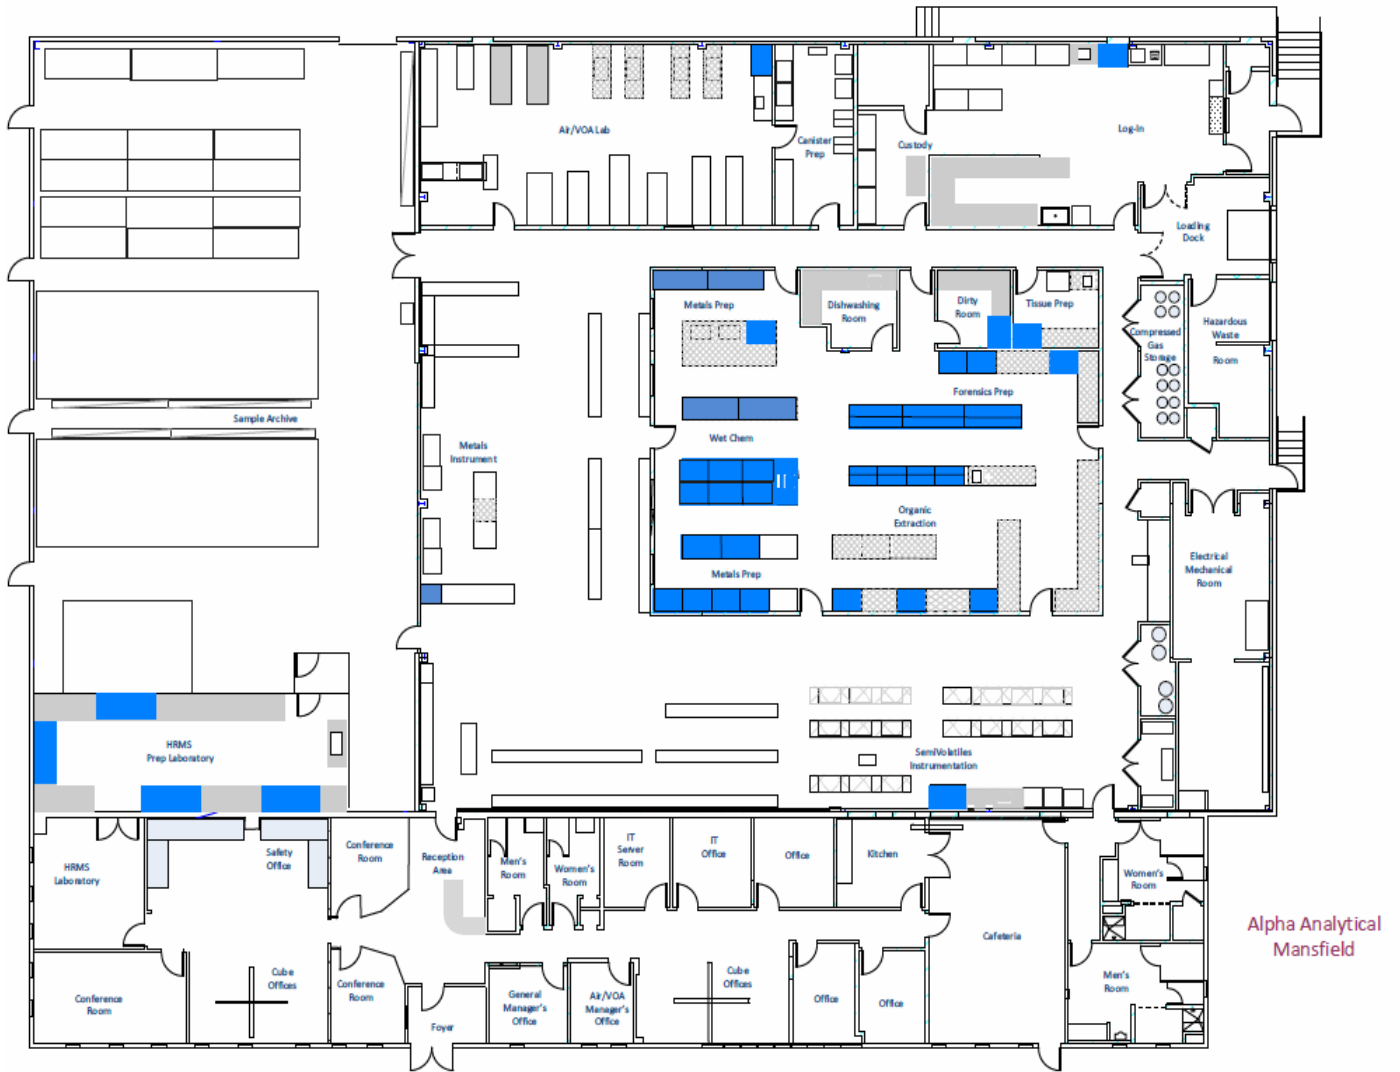 Air/VOA Lab
Canister
Prep
Custody
Log-In
Loading
Dock
Metals Prep
Dishwashing
Room
Dirty
Room
Tissue Prep
Compressed
Gas
Storage
Hazardous
Waste
Room
Forensics Prep
Sample Archive
Metals
Instrument
Wet Chem
Organic
Extraction
Metals Prep
Electrical
Mechanical
Room
HRMS
Prep Laboratory
SemiVolatiles
Instrumentation
HRMS
Laboratory
Safety
Office
Conference
Room
Reception
Area
Men's
Room
Women's
Room
IT
Server
Room
IT
Office
Office
Kitchen
Women's
Room
Cafeteria
Alpha Analytical
Mansfield
Conference
Room
Cube
Offices
Conference
Room
Foyer
General
Manager's
Office
Air/VOA
Manager's
Office
Cube
Offices
Office
Office
Men's
Room